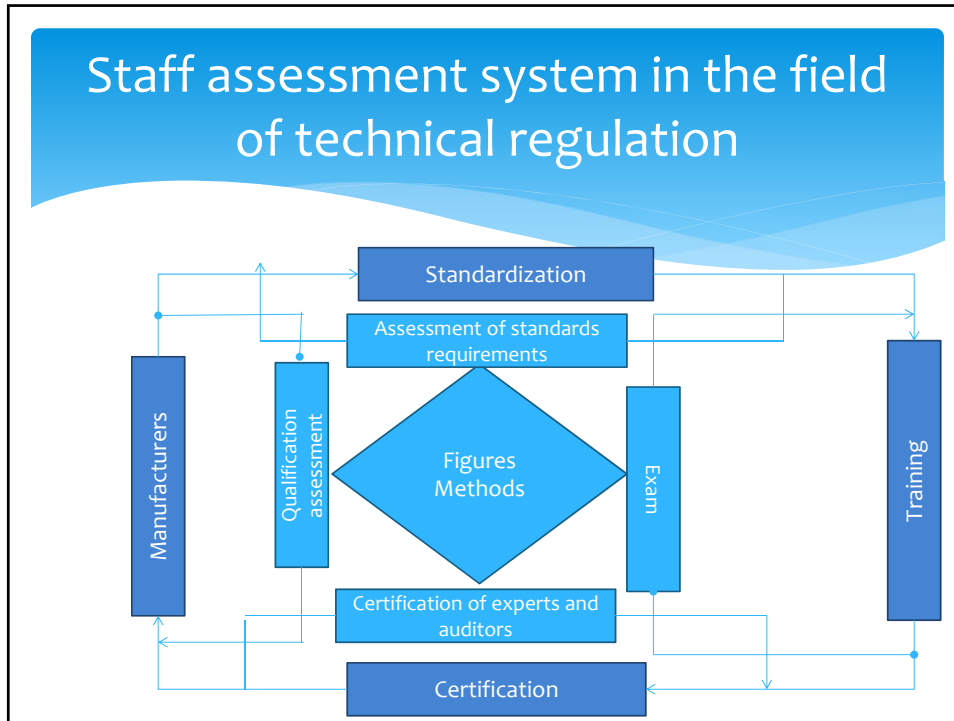 Staff assessment system in the field
of technical regulation
Standardization
Assessment of standards
requirements
Manufacturers
Qualification
assessment
Figures
Methods
Exam
Training
Certification of experts and
auditors
Certification